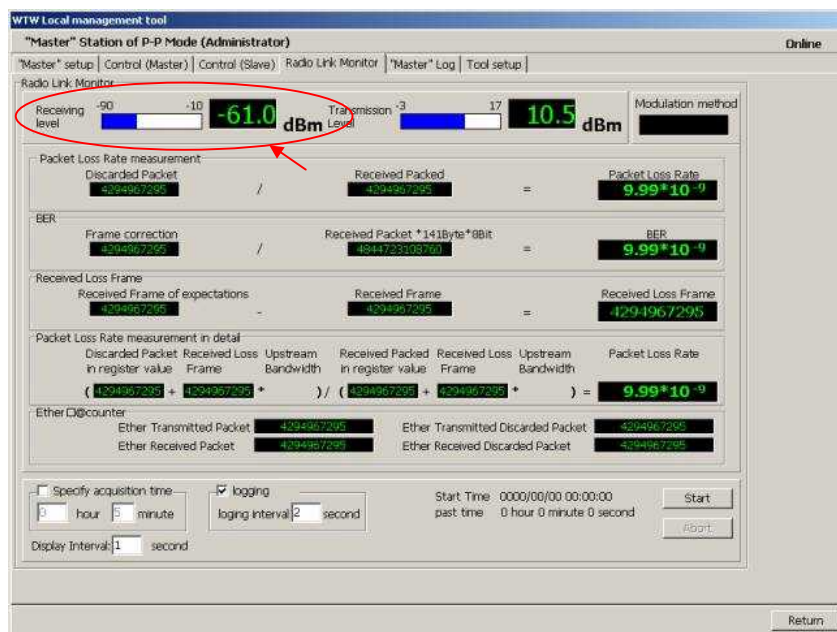 WTW Local management tool
"Master" Station of P-P Mode (Administrator)
Online
"Master" setup
Control (Master)
Control (Slave)
Radio Link Monitor
"Master" Log
Tool setup
Radio Link Monitor
Receiving level
-90 -10
-61.0 dBm
Transmission Level
-3 17
10.5 dBm
Modulation method
Packet Loss Rate measurement
Discarded Packet Received Packed Packet Loss Rate
4294967295 / 4294967295 = 9.99*10 -9
BER
Frame correction Received Packet *141Byte*8Bit BER
4294967295 / 4844723108760 = 9.99*10 -9
Received Loss Frame
Received Frame of expectations Received Frame Received Loss Frame
4294967295 - 4294967295 = 4294967295
Packet Loss Rate measurement in detail
Discarded Packet Received Loss Upstream Received Packed Received Loss Upstream Packet Loss Rate
in register value Frame Bandwidth in register value Frame Bandwidth
( 4294967295 + 4294967295 * )/ ( 4294967295 + 4294967295 * ) = 9.99*10 -9
Ether□@counter
Ether Transmitted Packet 4294967295 Ether Transmitted Discarded Packet 4294967295
Ether Received Packet 4294967295 Ether Received Discarded Packet 4294967295
Specify acquisition time
0 hour 5 minute
logging
loging interval: 2 second
Start Time 0000/00/00 00:00:00
past time 0 hour 0 minute 0 second
Start
Abort
Display Interval: 1 second
Return